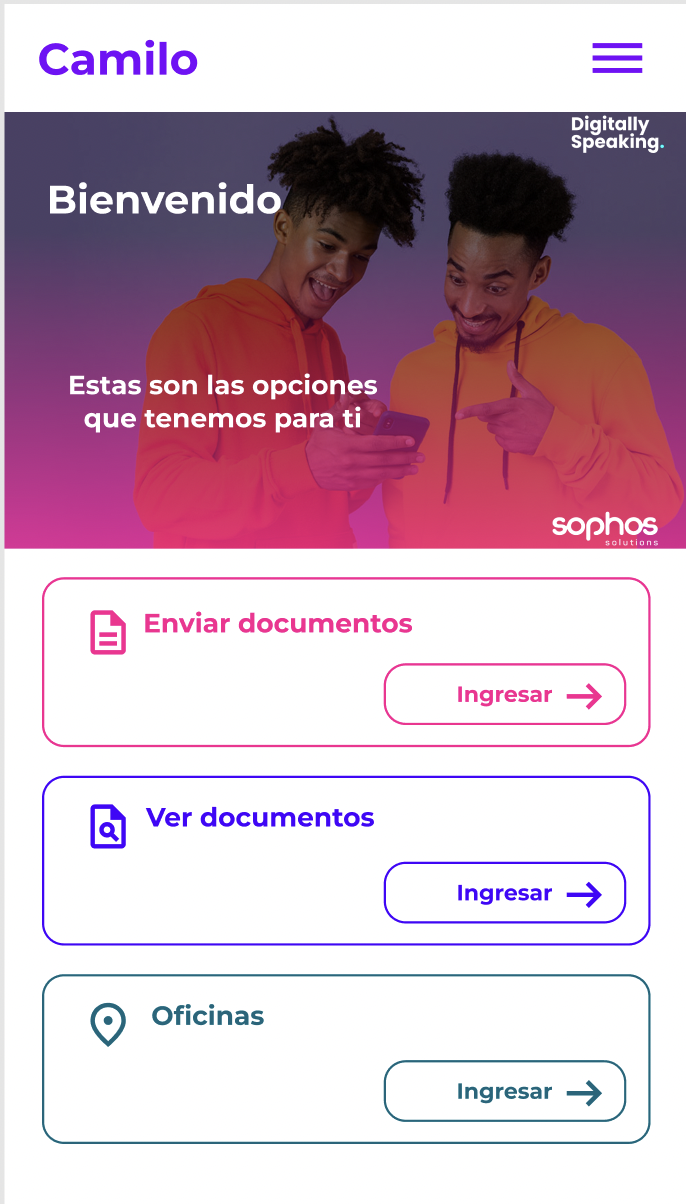 Camilo
Digitally
Speaking.
Bienvenido
Estas son las opciones
que tenemos para ti
sophos
solutions
Enviar documentos
Ingresar
Ver documentos
Ingresar
Oficinas
Ingresar